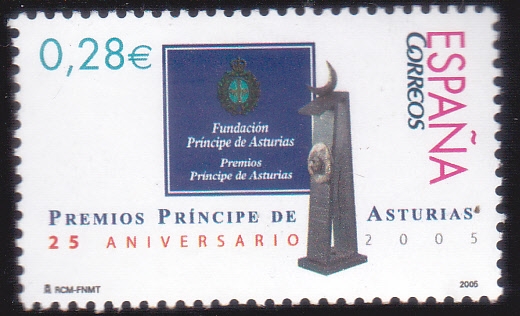 0,28€
ESPAÑA
CORREOS
Fundación
Príncipe de Asturias
Premios
Príncipe de Asturias
PREMIOS PRÍNCIPE DE ASTURIAS
25 ANIVERSARIO 2005
RCM-FNMT
2005